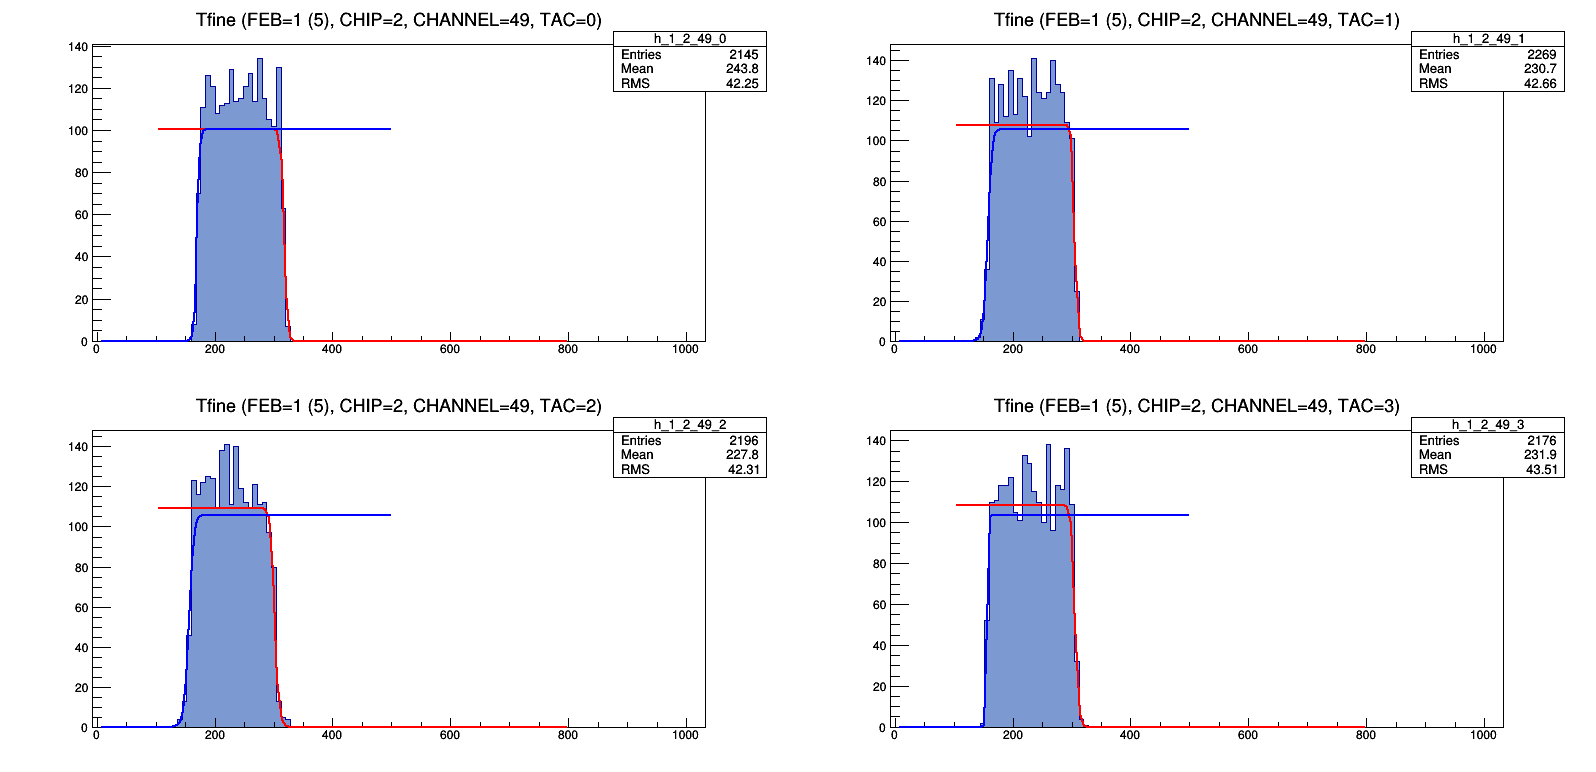 Tfine (FEB=1 (5), CHIP=2, CHANNEL=49, TAC=0)
h_1_2_49_0
Entries 2145
Mean 243.8
RMS 42.25
140
120
100
80
60
40
20
0
0 200 400 600 800 1000
Tfine (FEB=1 (5), CHIP=2, CHANNEL=49, TAC=1)
h_1_2_49_1
Entries 2269
Mean 230.7
RMS 42.66
140
120
100
80
60
40
20
0
0 200 400 600 800 1000
Tfine (FEB=1 (5), CHIP=2, CHANNEL=49, TAC=2)
h_1_2_49_2
Entries 2196
Mean 227.8
RMS 42.31
140
120
100
80
60
40
20
0
0 200 400 600 800 1000
Tfine (FEB=1 (5), CHIP=2, CHANNEL=49, TAC=3)
h_1_2_49_3
Entries 2176
Mean 231.9
RMS 43.51
140
120
100
80
60
40
20
0
0 200 400 600 800 1000